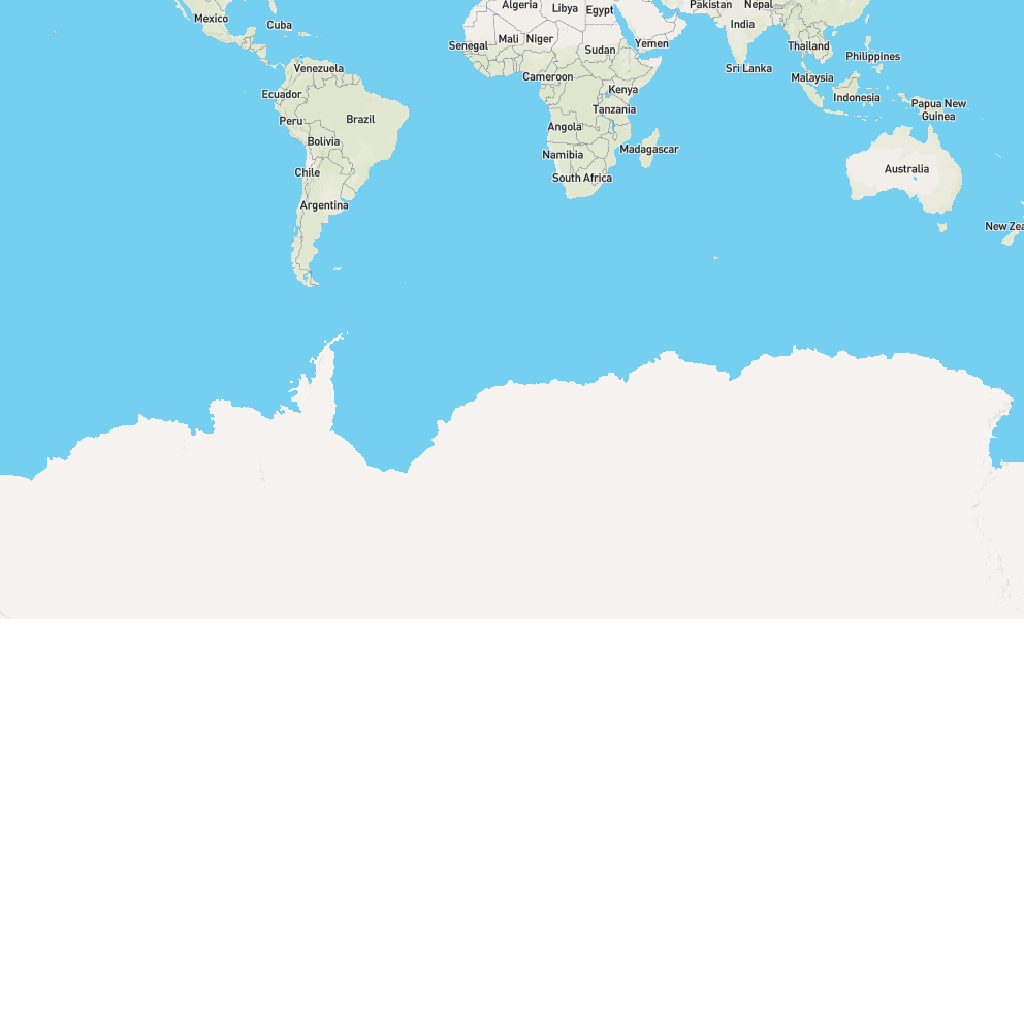 Algeria
Libya
Egypt
Pakistan
Nepal
Mexico
Cuba
India
Senegal
Mali
Niger
Sudan
Yemen
Thailand
Philippines
Venezuela
Cameroon
Sri Lanka
Malaysia
Ecuador
Kenya
Indonesia
Papua New
Guinea
Tanzania
Peru
Brazil
Angola
Bolivia
Namibia
Madagascar
Chile
South Africa
Australia
Argentina
New Zea